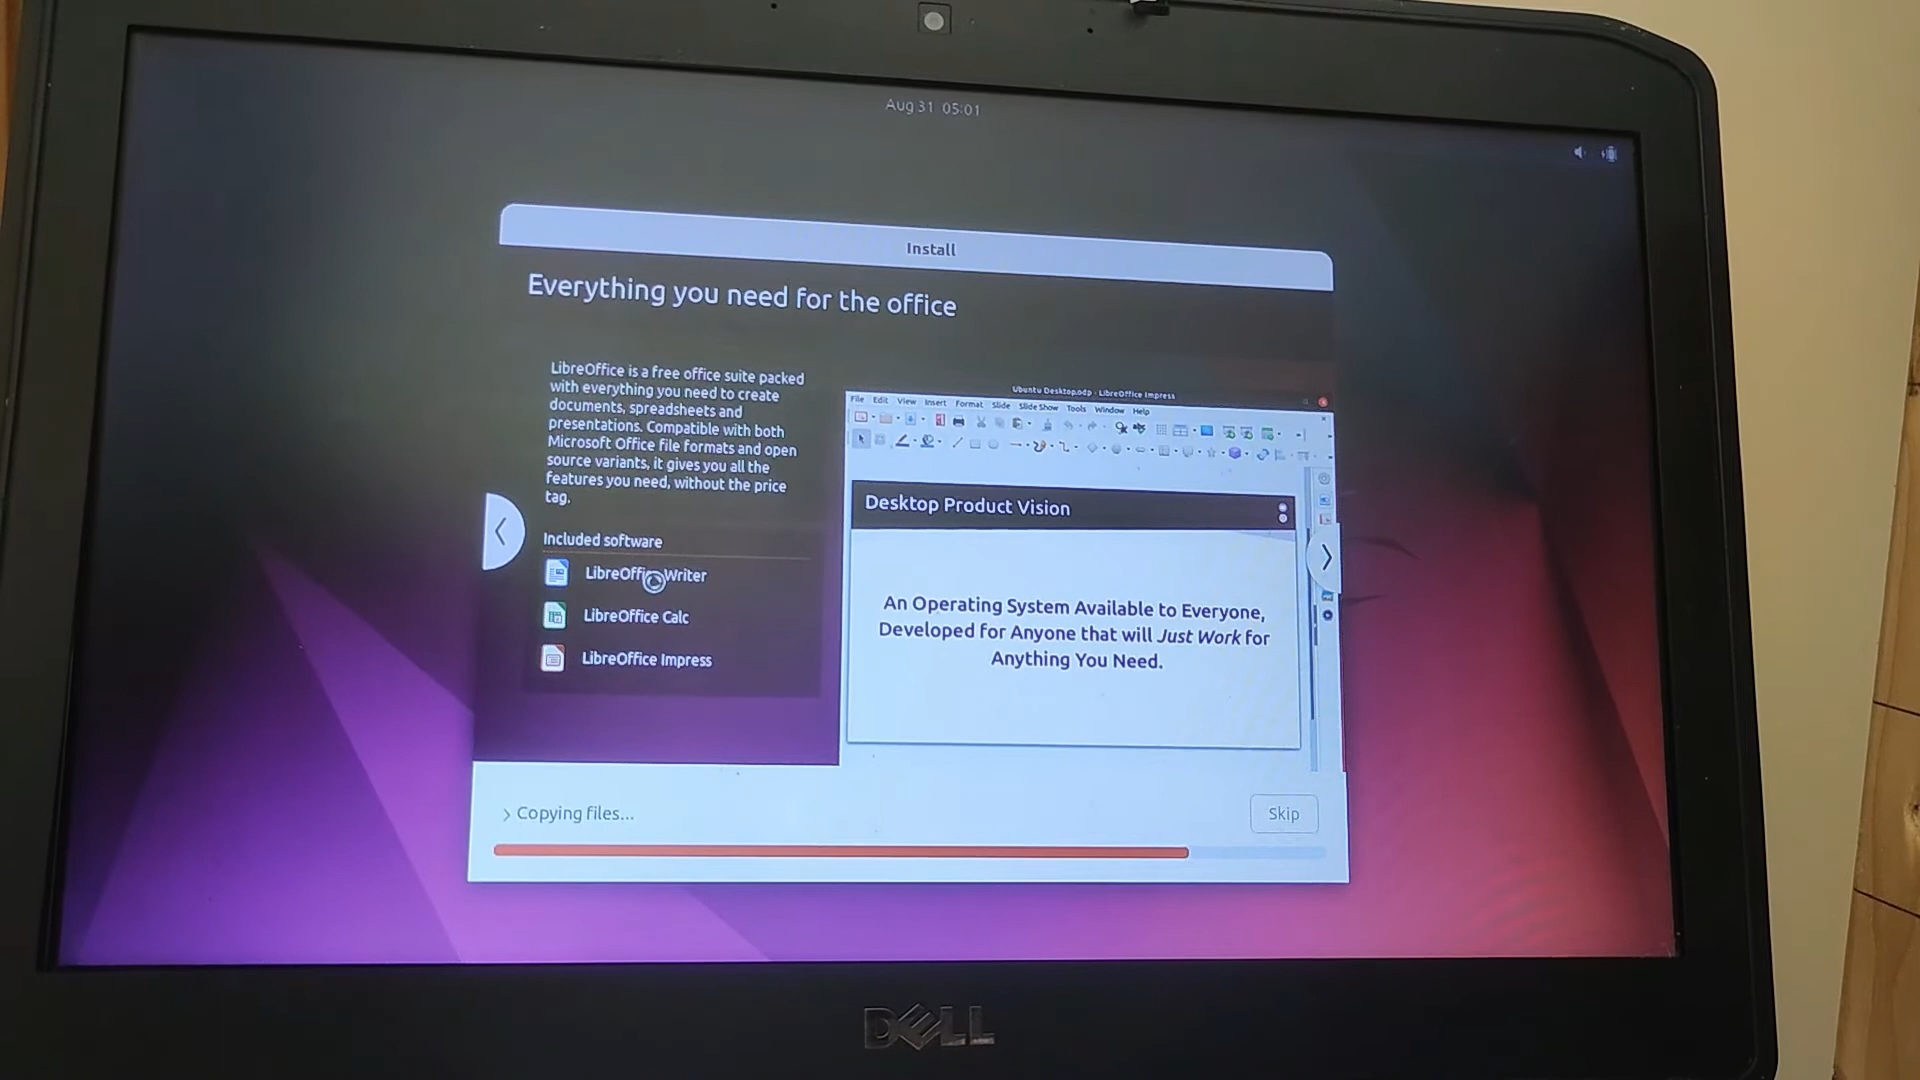 Aug 31 05:01
Install
Everything you need for the office
LibreOffice is a free office suite packed
with everything you need to create
documents, spreadsheets and
presentations. Compatible with both
Microsoft Office file formats and open
source variants, it gives you all the
features you need, without the price
tag.
Included software
LibreOffice Writer
LibreOffice Calc
LibreOffice Impress
Ubuntu Desktop.odp - LibreOffice Impress
File Edit View Insert Format Slide Slide Show Tools Window Help
Desktop Product Vision
An Operating System Available to Everyone,
Developed for Anyone that will Just Work for
Anything You Need.
Copying files...
Skip
DELL